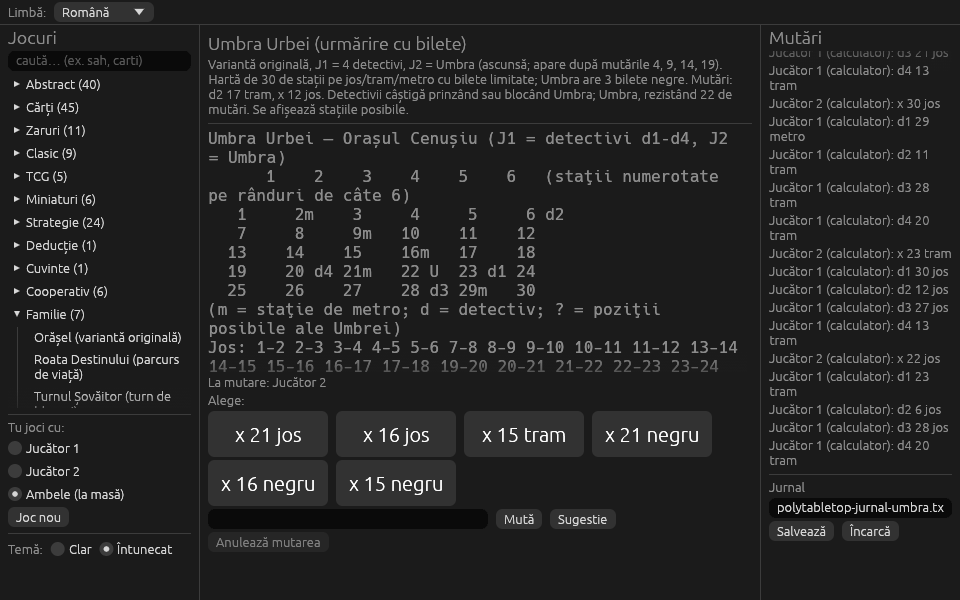 Limbă: Română
Jocuri
caută... (ex. sah, carti)
Abstract (40)
Cărți (45)
Zaruri (11)
Clasic (9)
TCG (5)
Miniaturi (6)
Strategie (24)
Deducție (1)
Cuvinte (1)
Cooperativ (6)
Familie (7)
Orășel (variantă originală)
Roata Destinului (parcurs
de viață)
Turnul Șovăitor (turn de
Tu joci cu:
Jucător 1
Jucător 2
Ambele (la masă)
Joc nou
Temă: Clar Întunecat
Umbra Urbei (urmărire cu bilete)
Variantă originală, J1 = 4 detectivi, J2 = Umbra (ascunsă; apare după mutările 4, 9, 14, 19).
Hartă de 30 de stații pe jos/tram/metro cu bilete limitate; Umbra are 3 bilete negre. Mutări:
d2 17 tram, x 12 jos. Detectivii câștigă prinzând sau blocând Umbra; Umbra, rezistând 22 de
mutări. Se afișează stațiile posibile.
Umbra Urbei — Orașul Cenușiu (J1 = detectivi d1-d4, J2
= Umbra)
1 2 3 4 5 6 (staţii numerotate
pe rânduri de câte 6)
1 2m 3 4 5 6 d2
7 8 9m 10 11 12
13 14 15 16m 17 18
19 20 d4 21m 22 U 23 d1 24
25 26 27 28 d3 29m 30
(m = staţie de metro; d = detectiv; ? = poziţii
posibile ale Umbrei)
Jos: 1-2 2-3 3-4 4-5 5-6 7-8 8-9 9-10 10-11 11-12 13-14
14-15 15-16 16-17 17-18 19-20 20-21 21-22 22-23 23-24
La mutare: Jucător 2
Alege:
x 21 jos x 16 jos x 15 tram x 21 negru
x 16 negru x 15 negru
Mută Sugestie
Anulează mutarea
Mutări
Jucător 1 (calculator): d3 21 jos
Jucător 1 (calculator): d4 13
tram
Jucător 2 (calculator): x 30 jos
Jucător 1 (calculator): d1 29
metro
Jucător 1 (calculator): d2 11
tram
Jucător 1 (calculator): d3 28
tram
Jucător 1 (calculator): d4 20
tram
Jucător 2 (calculator): x 23 tram
Jucător 1 (calculator): d1 30 jos
Jucător 1 (calculator): d2 12 jos
Jucător 1 (calculator): d3 27 jos
Jucător 1 (calculator): d4 13
tram
Jucător 2 (calculator): x 22 jos
Jucător 1 (calculator): d1 23
tram
Jucător 1 (calculator): d2 6 jos
Jucător 1 (calculator): d3 28 jos
Jucător 1 (calculator): d4 20
tram
Jurnal
polytabletop-jurnal-umbra.tx
Salvează Încarcă